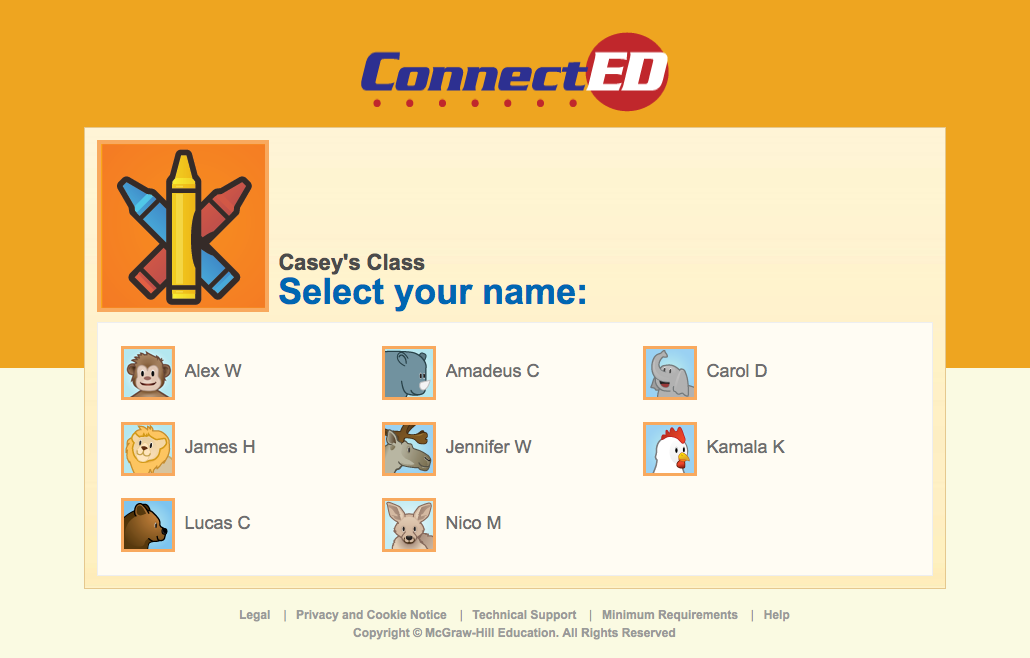 ConnectED
Casey's Class
Select your name:
Alex W
Amadeus C
Carol D
James H
Jennifer W
Kamala K
Lucas C
Nico M
Legal | Privacy and Cookie Notice | Technical Support | Minimum Requirements | Help
Copyright © McGraw-Hill Education. All Rights Reserved